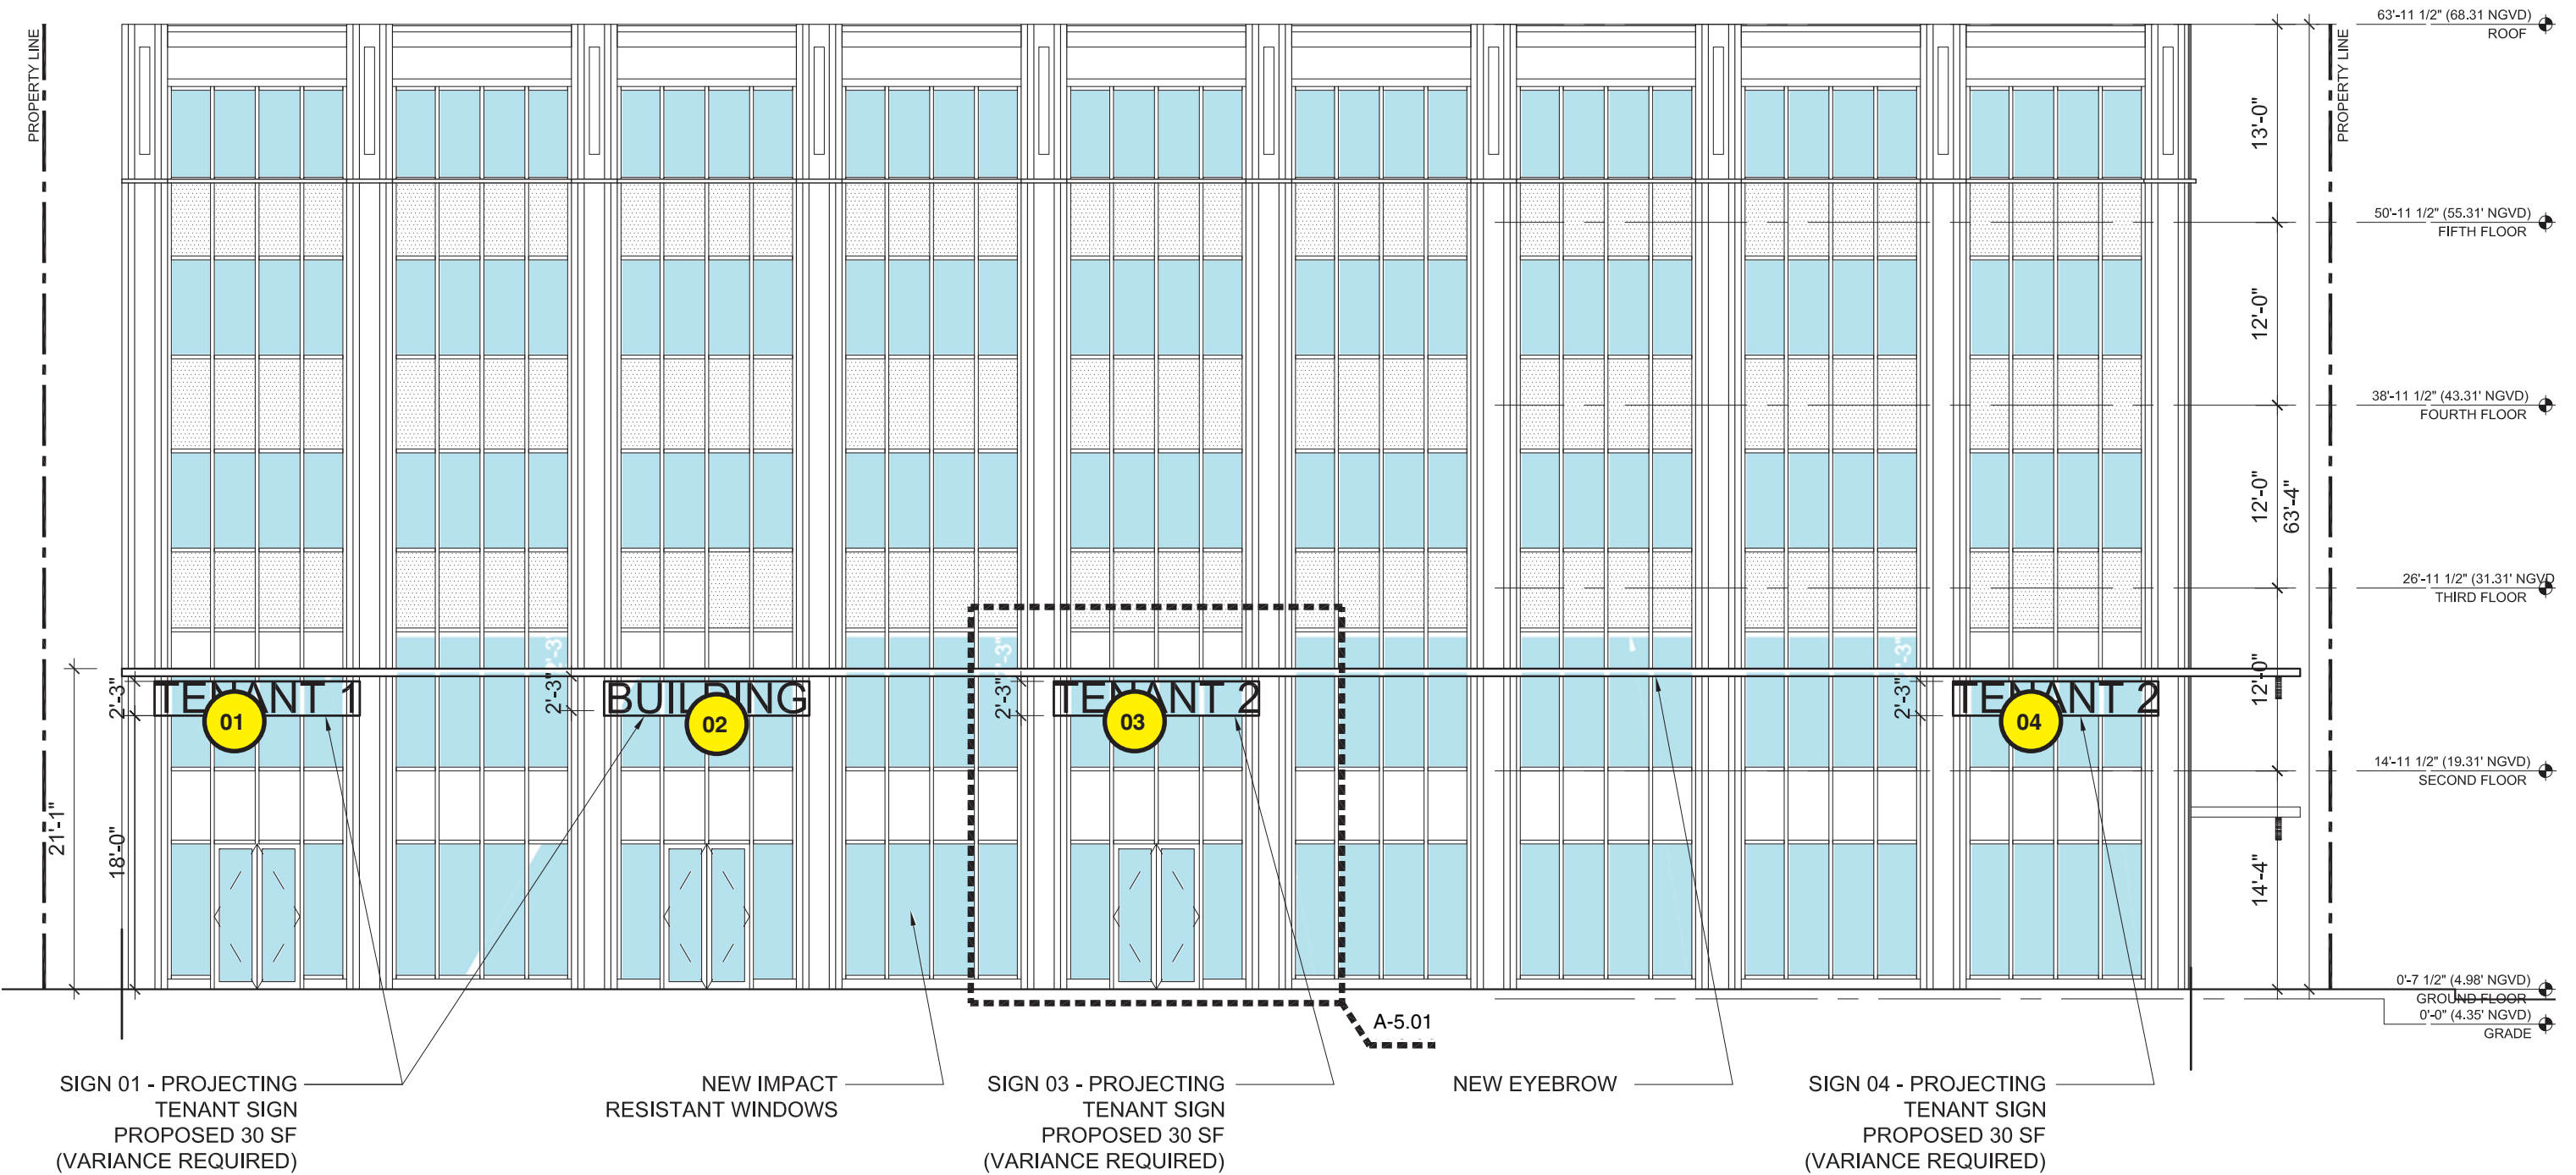 PROPERTY LINE
PROPERTY LINE
63'-11 1/2" (68.31 NGVD)
ROOF
13'-0"
50'-11 1/2" (55.31' NGVD)
FIFTH FLOOR
12'-0"
38'-11 1/2" (43.31' NGVD)
FOURTH FLOOR
12'-0"
63'-4"
26'-11 1/2" (31.31' NGVD
THIRD FLOOR
12'-0"
14'-11 1/2" (19.31' NGVD)
SECOND FLOOR
14'-4"
0'-7 1/2" (4.98' NGVD)
GROUND FLOOR
0'-0" (4.35' NGVD)
GRADE
2'-3"
TENANT 1
01
2'-3"
2'-3"
BUILDING
02
2'-3"
2'-3"
TENANT 2
03
2'-3"
2'-3"
TENANT 2
04
21'-1"
18'-0"
A-5.01
SIGN 01 - PROJECTING
TENANT SIGN
PROPOSED 30 SF
(VARIANCE REQUIRED)
NEW IMPACT
RESISTANT WINDOWS
SIGN 03 - PROJECTING
TENANT SIGN
PROPOSED 30 SF
(VARIANCE REQUIRED)
NEW EYEBROW
SIGN 04 - PROJECTING
TENANT SIGN
PROPOSED 30 SF
(VARIANCE REQUIRED)